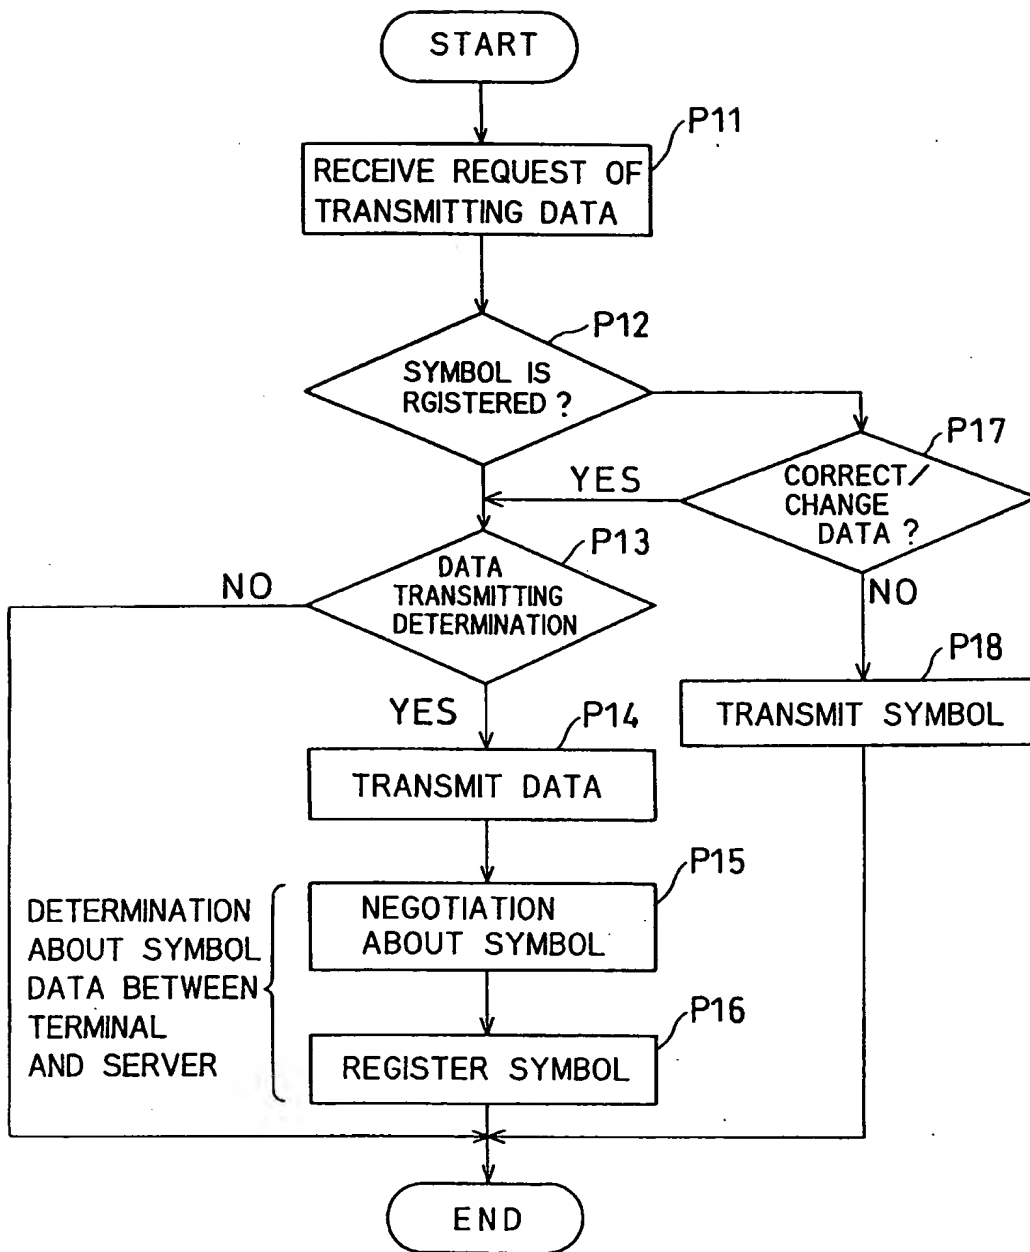 START
P11
RECEIVE REQUEST OF
TRANSMITTING DATA
P12
SYMBOL IS
RGISTERED ?
P17
CORRECT/
CHANGE
DATA ?
YES
NO
P13
DATA
TRANSMITTING
DETERMINATION
NO
YES
P18
TRANSMIT SYMBOL
P14
TRANSMIT DATA
P15
NEGOTIATION
ABOUT SYMBOL
DETERMINATION
ABOUT SYMBOL
DATA BETWEEN
TERMINAL
AND SERVER
P16
REGISTER SYMBOL
END